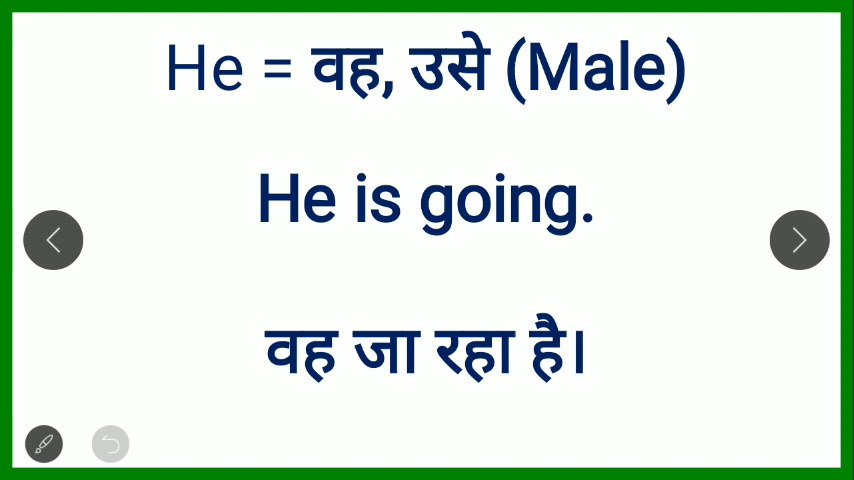 He = वह, उसे (Male)
He is going.
वह जा रहा है।